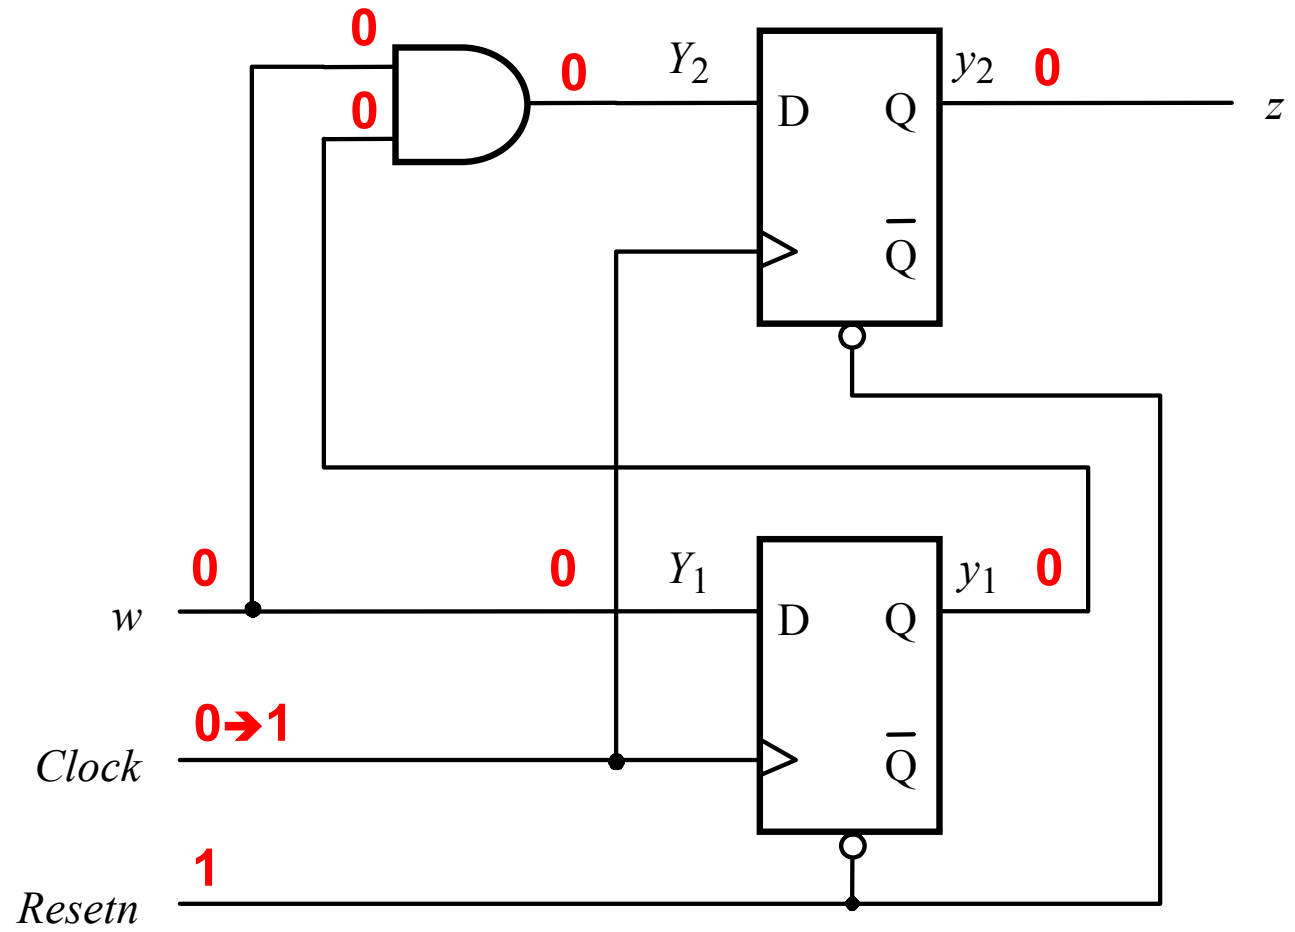 0
0 Y₂ y₂ 0
0 D Q z
Q̅
0 0 Y₁ y₁ 0
w D Q
0➔1
Clock Q̅
1
Resetn